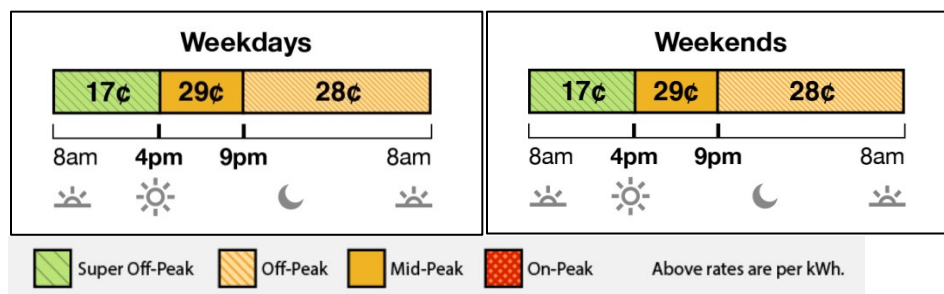 Weekdays
17¢ 29¢ 28¢
8am 4pm 9pm 8am
Weekends
17¢ 29¢ 28¢
8am 4pm 9pm 8am
Super Off-Peak Off-Peak Mid-Peak On-Peak Above rates are per kWh.